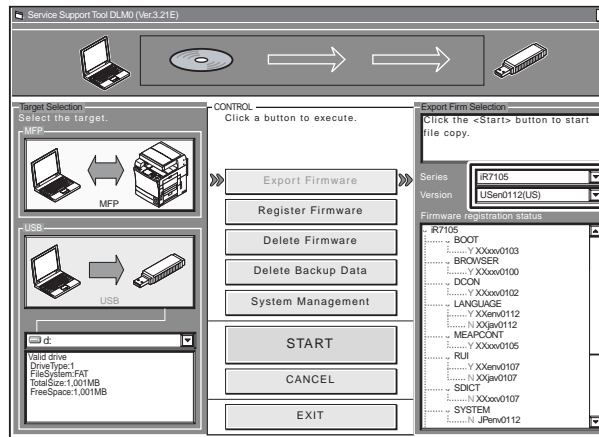 Service Support Tool DLM0 (Ver.3.21E)
Target Selection
Select the target.
MFP
MFP
USB
USB
d:
Valid drive
DriveType:1
FileSystem:FAT
TotalSize:1,001MB
FreeSpace:1,001MB
CONTROL
Click a button to execute.
Export Firmware
Register Firmware
Delete Firmware
Delete Backup Data
System Management
START
CANCEL
EXIT
Export Firm Selection
Click the <Start> button to start
file copy.
Series iR7105
Version USen0112(US)
Firmware registration status
iR7105
BOOT
Y XXxxv0103
BROWSER
Y XXxxv0100
DCON
Y XXxxv0102
LANGUAGE
Y XXenv0112
N XXjav0112
MEAPCONT
Y XXxxv0105
RUI
Y XXenv0107
N XXjav0107
SDICT
N XXxxv0107
SYSTEM
N JPenv0112